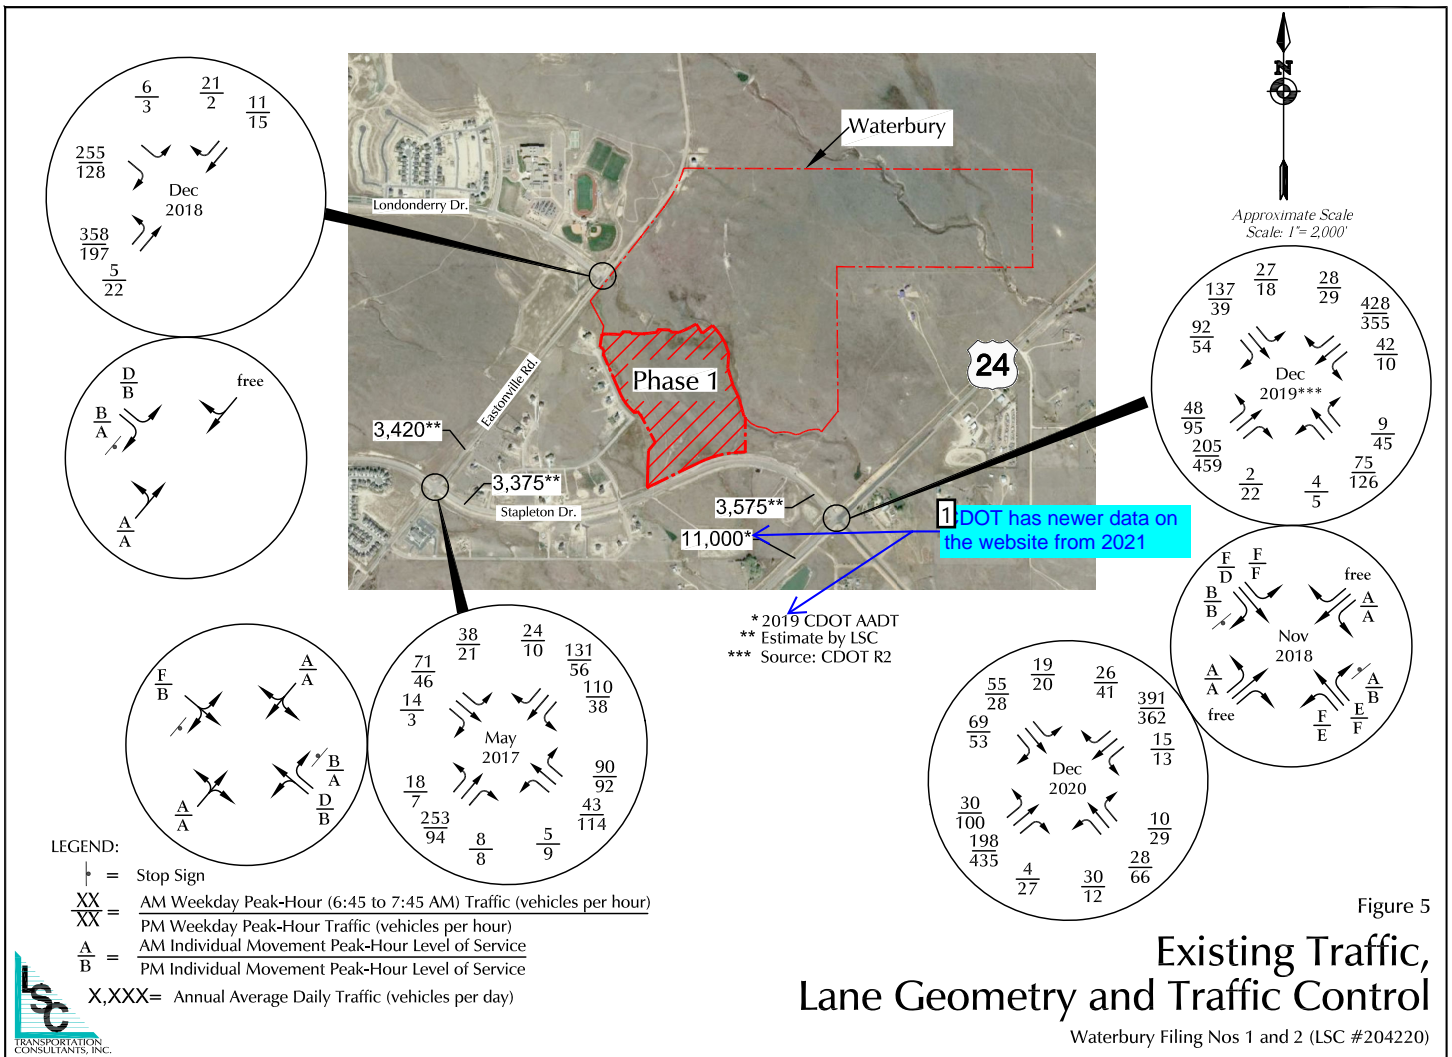 6
3
21
2
11
15
255
128
Dec
2018
358
197
5
22
Waterbury
Londonderry Dr.
Eastonville Rd.
Phase 1
24
3,420**
3,375**
Stapleton Dr.
3,575**
11,000*
1
CDOT has newer data on
the website from 2021
* 2019 CDOT AADT
** Estimate by LSC
*** Source: CDOT R2
N
Approximate Scale
Scale: 1"= 2,000'
27
18
28
29
137
39
428
355
92
54
42
10
Dec
2019***
48
95
9
45
205
459
75
126
2
22
4
5
D
B
free
B
A
A
A
F
D
F
F
free
B
B
A
A
Nov
2018
A
A
A
B
free
F
E
E
F
F
B
A
A
B
A
A
A
D
B
38
21
24
10
71
46
131
56
14
3
110
38
May
2017
18
7
90
92
253
94
43
114
8
8
5
9
19
20
26
41
55
28
391
362
69
53
15
13
Dec
2020
30
100
10
29
198
435
28
66
4
27
30
12
LEGEND:
= Stop Sign
XX
XX
=
AM Weekday Peak-Hour (6:45 to 7:45 AM) Traffic (vehicles per hour)
PM Weekday Peak-Hour Traffic (vehicles per hour)
A
B
=
AM Individual Movement Peak-Hour Level of Service
PM Individual Movement Peak-Hour Level of Service
X,XXX= Annual Average Daily Traffic (vehicles per day)
LSC
TRANSPORTATION
CONSULTANTS, INC.
Figure 5
Existing Traffic,
Lane Geometry and Traffic Control
Waterbury Filing Nos 1 and 2 (LSC #204220)